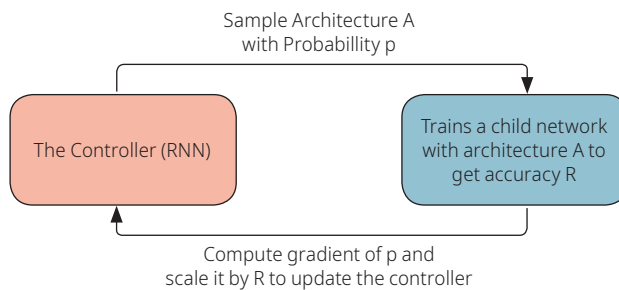 Sample Architecture A
with Probabillity p
The Controller (RNN)
Trains a child network
with architecture A to
get accuracy R
Compute gradient of p and
scale it by R to update the controller